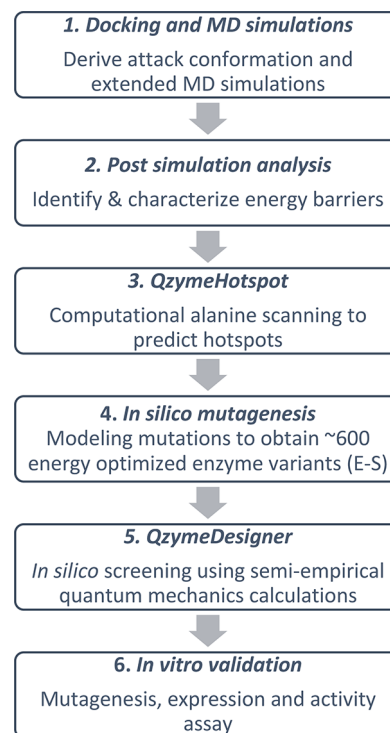 1. Docking and MD simulations
Derive attack conformation and
extended MD simulations
2. Post simulation analysis
Identify & characterize energy barriers
3. QzymeHotspot
Computational alanine scanning to
predict hotspots
4. In silico mutagenesis
Modeling mutations to obtain ~600
energy optimized enzyme variants (E-S)
5. QzymeDesigner
In silico screening using semi-empirical
quantum mechanics calculations
6. In vitro validation
Mutagenesis, expression and activity
assay